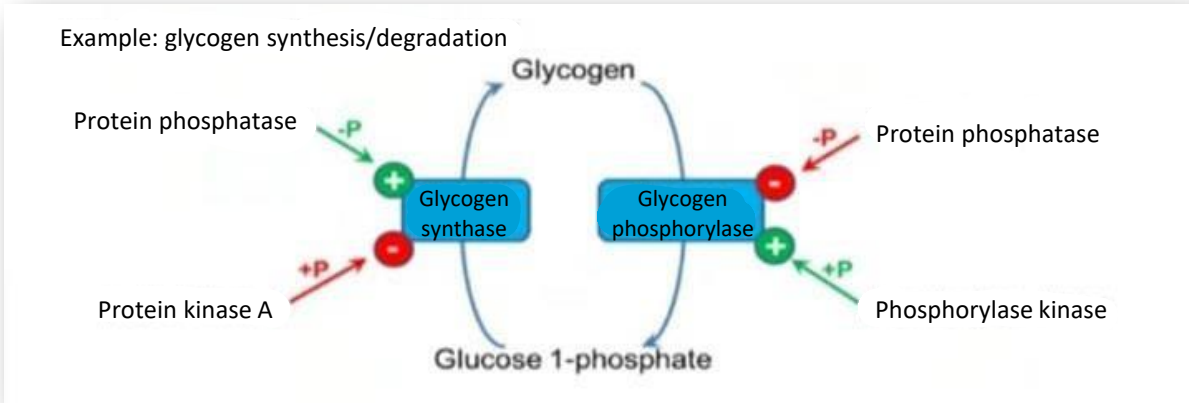 Example: glycogen synthesis/degradation
Glycogen
Protein phosphatase
-P
-P
Protein phosphatase
+
-
Glycogen
synthase
Glycogen
phosphorylase
-
+
+P
+P
Protein kinase A
Phosphorylase kinase
Glucose 1-phosphate